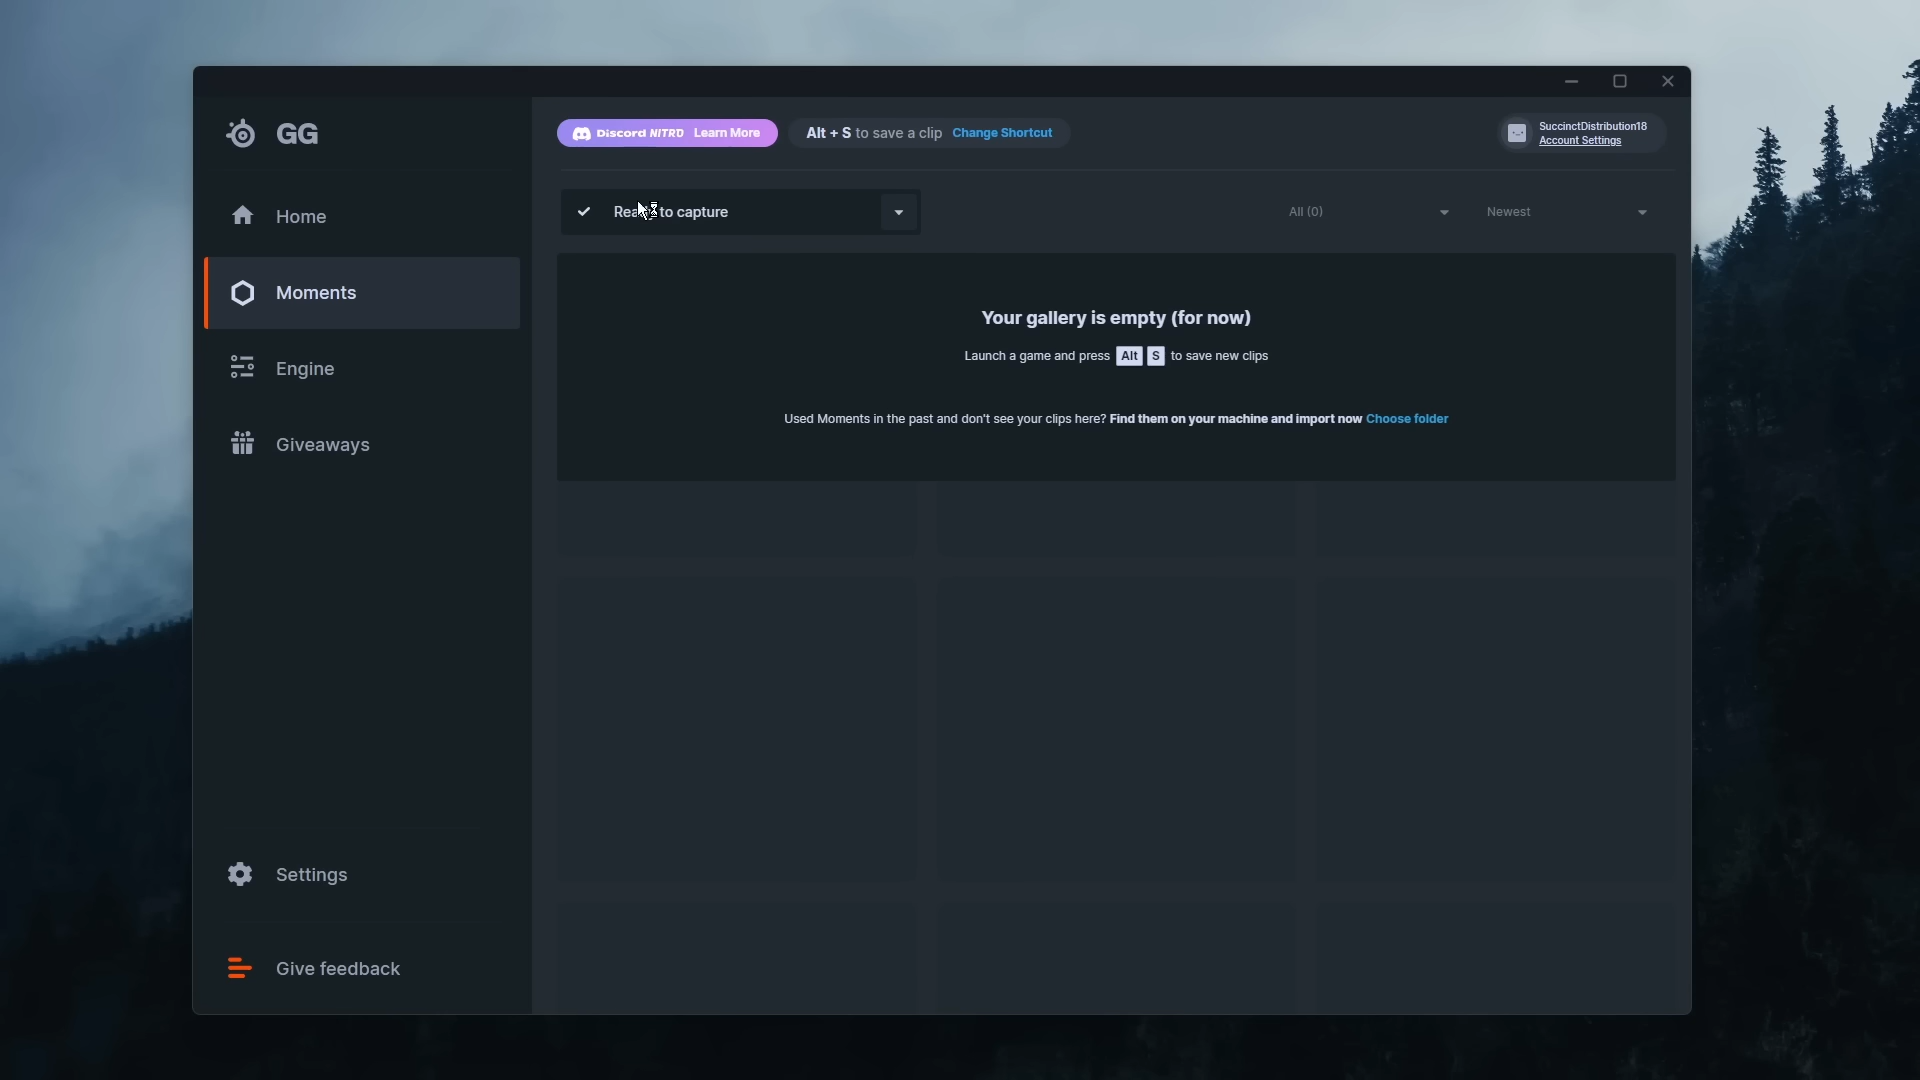 GG
Discord NITRO Learn More
Alt + S to save a clip Change Shortcut
SuccinctDistribution18
Account Settings
Home
Moments
Engine
Giveaways
Settings
Give feedback
Ready to capture
All (0)
Newest
Your gallery is empty (for now)
Launch a game and press Alt S to save new clips
Used Moments in the past and don't see your clips here? Find them on your machine and import now Choose folder